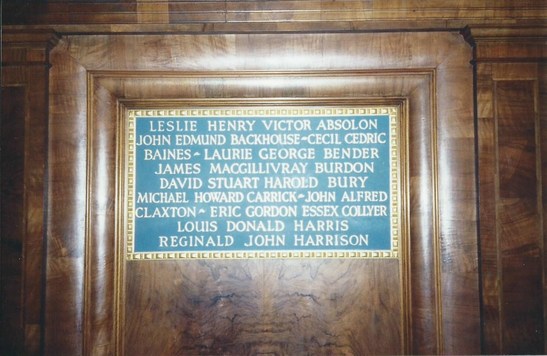 LESLIE HENRY VICTOR ABSOLON
JOHN EDMUND BACKHOUSE~CECIL CEDRIC
BAINES~LAURIE GEORGE BENDER
JAMES MACGILLIVRAY BURDON
DAVID STUART HAROLD BURY
MICHAEL HOWARD CARRICK~JOHN ALFRED
CLAXTON~ERIC GORDON ESSEX COLLYER
LOUIS DONALD HARRIS
REGINALD JOHN HARRISON